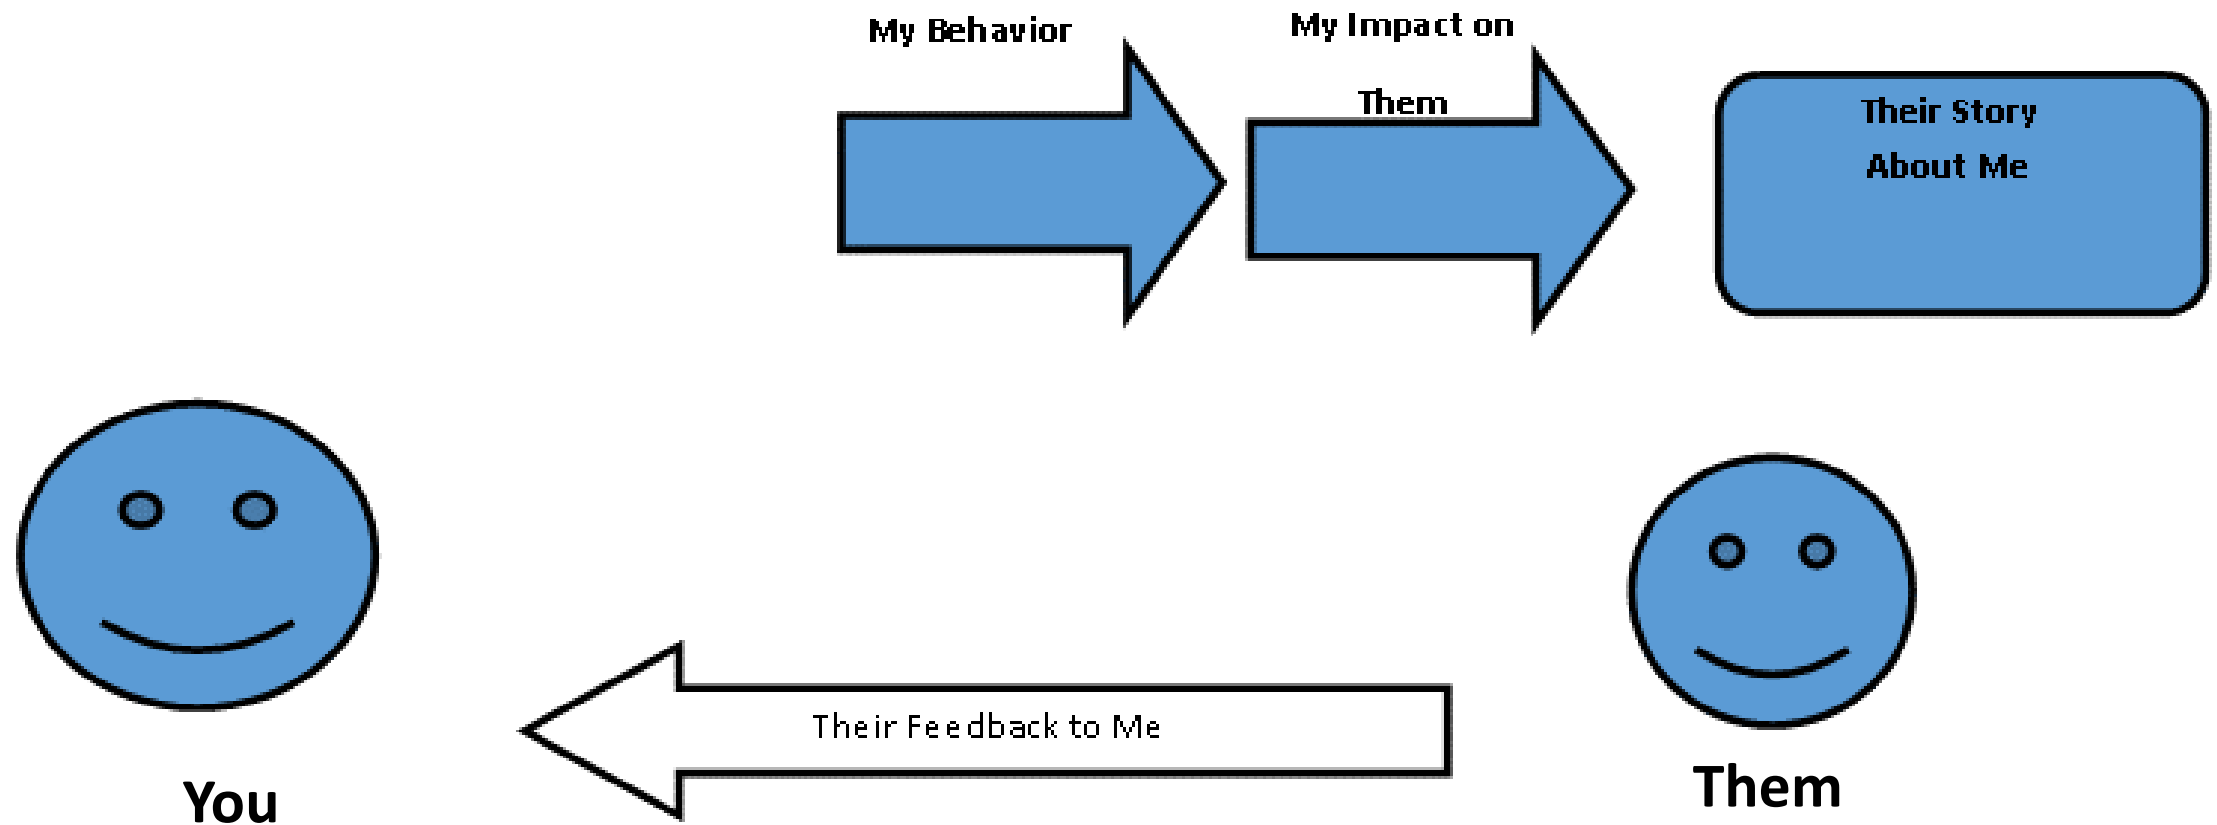 My Behavior
My Impact on
Them
Their Story
About Me
Their Feedback to Me
You
Them